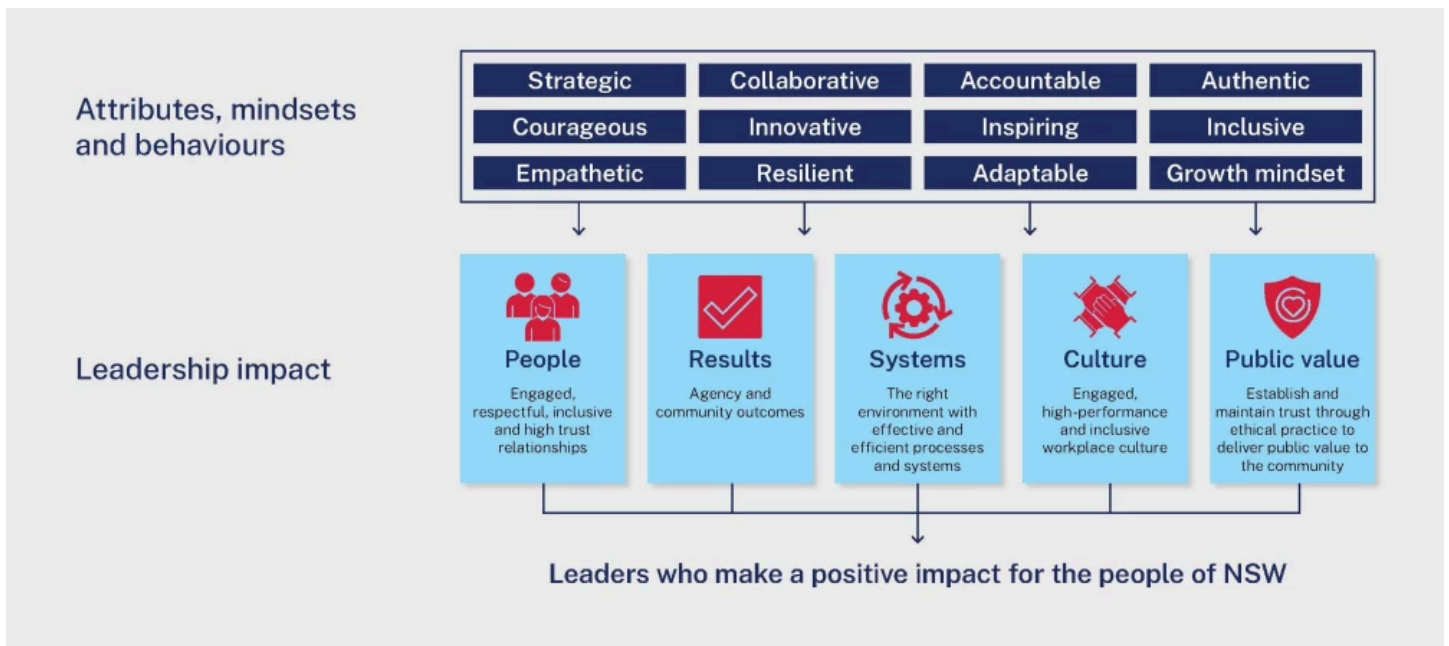 Attributes, mindsets
and behaviours
Strategic
Collaborative
Accountable
Authentic
Courageous
Innovative
Inspiring
Inclusive
Empathetic
Resilient
Adaptable
Growth mindset
Leadership impact
People
Engaged,
respectful, inclusive
and high trust
relationships
Results
Agency and
community outcomes
Systems
The right
environment with
effective and
efficient processes
and systems
Culture
Engaged,
high-performance
and inclusive
workplace culture
Public value
Establish and
maintain trust through
ethical practice to
deliver public value to
the community
Leaders who make a positive impact for the people of NSW